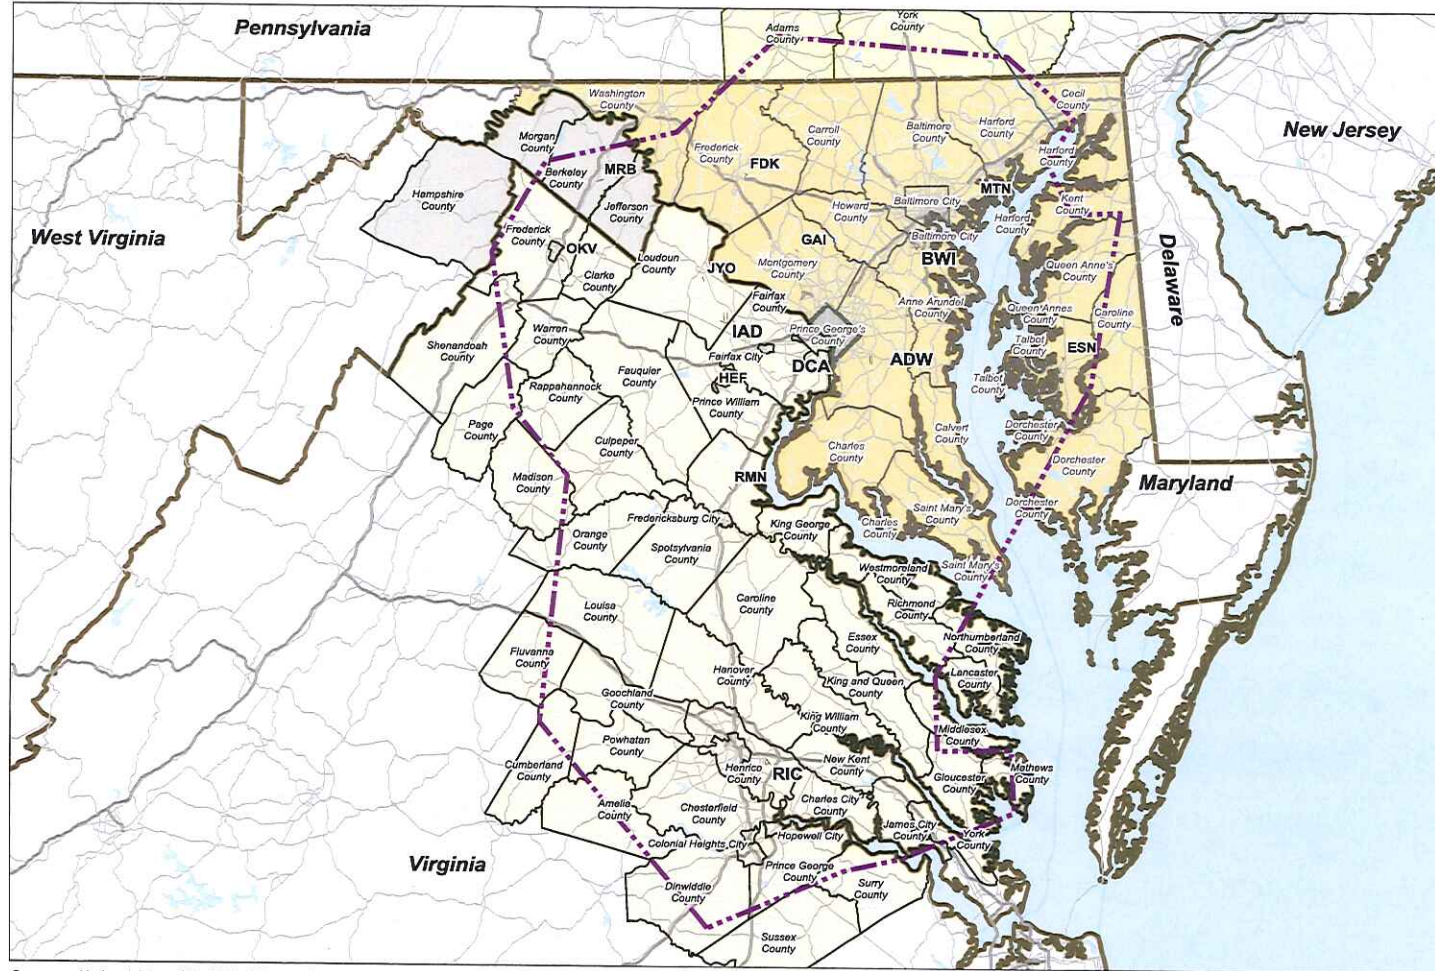 Pennsylvania
Adams
County
York
County
Washington
County
Cecil
County
Morgan
County
Frederick
County
Carroll
County
Baltimore
County
Harford
County
New Jersey
Harford
County
FDK
Berkeley
County
MRB
Hampshire
County
Jefferson
County
MTN
Baltimore City
Kent
County
Howard
County
Harford
County
West Virginia
Frederick
County
OKV
GAI
Baltimore City
BWI
Loudoun
County
JYO
Montgomery
County
Queen Anne's
County
Delaware
Clarke
County
Fairfax
County
Anne Arundel
County
Queen Annes
County
Caroline
County
Warren
County
IAD
Prince George's
County
Shenandoah
County
Fairfax City
Talbot
County
ESN
DCA
ADW
HEF
Fauquier
County
Rappahannock
County
Talbot
County
Prince William
County
Page
County
Culpeper
County
Calvert
County
Dorchester
County
Charles
County
Dorchester
County
Madison
County
RMN
Maryland
Dorchester
County
Saint Mary's
County
Fredericksburg City
King George
County
Charles
County
Orange
County
Spotsylvania
County
Westmoreland
County
Saint Mary's
County
Louisa
County
Caroline
County
Richmond
County
Essex
County
Northumberland
County
Fluvanna
County
Hanover
County
King and Queen
County
Lancaster
County
Goochland
County
King William
County
Middlesex
County
Powhatan
County
Cumberland
County
Henrico
County
RIC
New Kent
County
Gloucester
County
Mathews
County
Amelia
County
Chesterfield
County
Charles City
County
James City
County
York
County
Colonial Heights City
Hopewell City
Virginia
Prince George
County
Dinwiddie
County
Surry
County
Sussex
County